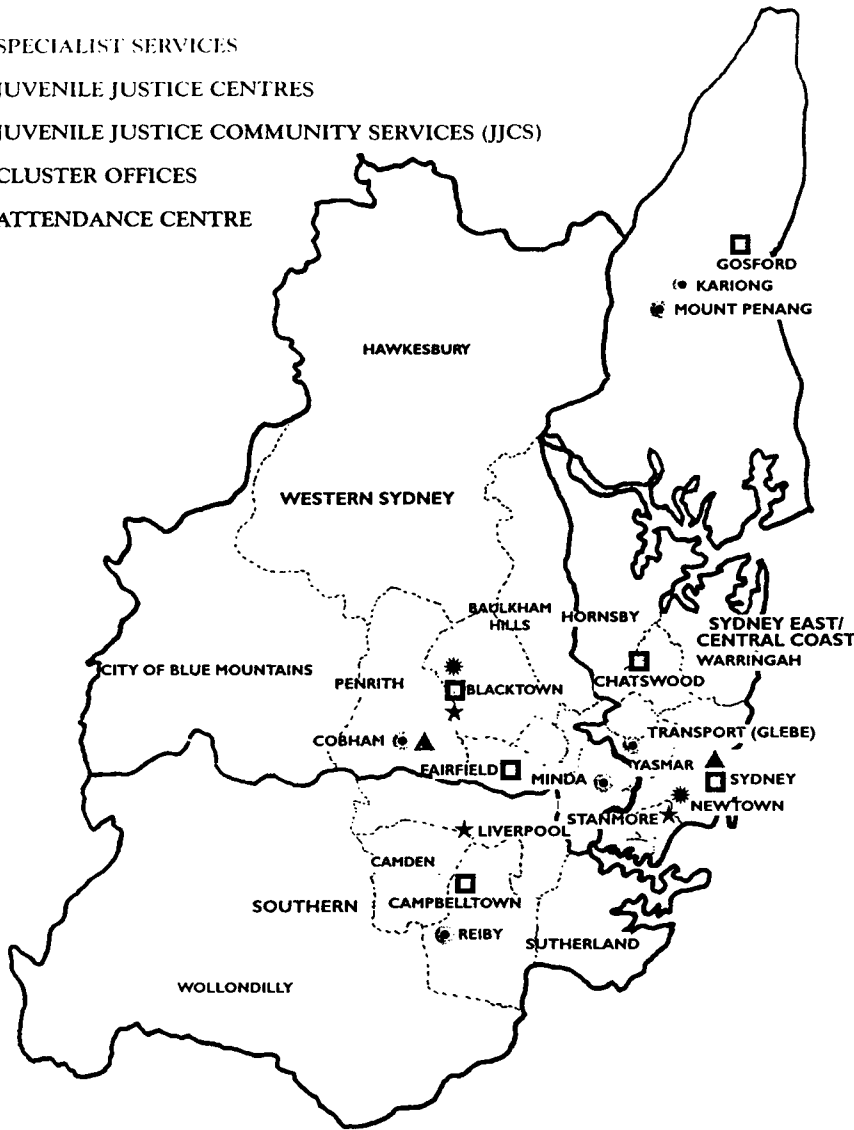 SPECIALIST SERVICES
JUVENILE JUSTICE CENTRES
JUVENILE JUSTICE COMMUNITY SERVICES (JJCS)
CLUSTER OFFICES
ATTENDANCE CENTRE
GOSFORD
KARIONG
MOUNT PENANG
HAWKESBURY
WESTERN SYDNEY
BAULKHAM
HILLS
HORNSBY
SYDNEY EAST/
CENTRAL COAST
WARRINGAH
CITY OF BLUE MOUNTAINS
PENRITH
BLACKTOWN
CHATSWOOD
COBHAM
TRANSPORT (GLEBE)
FAIRFIELD
MINDA
YASMAR
SYDNEY
NEWTOWN
STANMORE
LIVERPOOL
CAMDEN
CAMPBELLTOWN
SOUTHERN
REIBY
SUTHERLAND
WOLLONDILLY